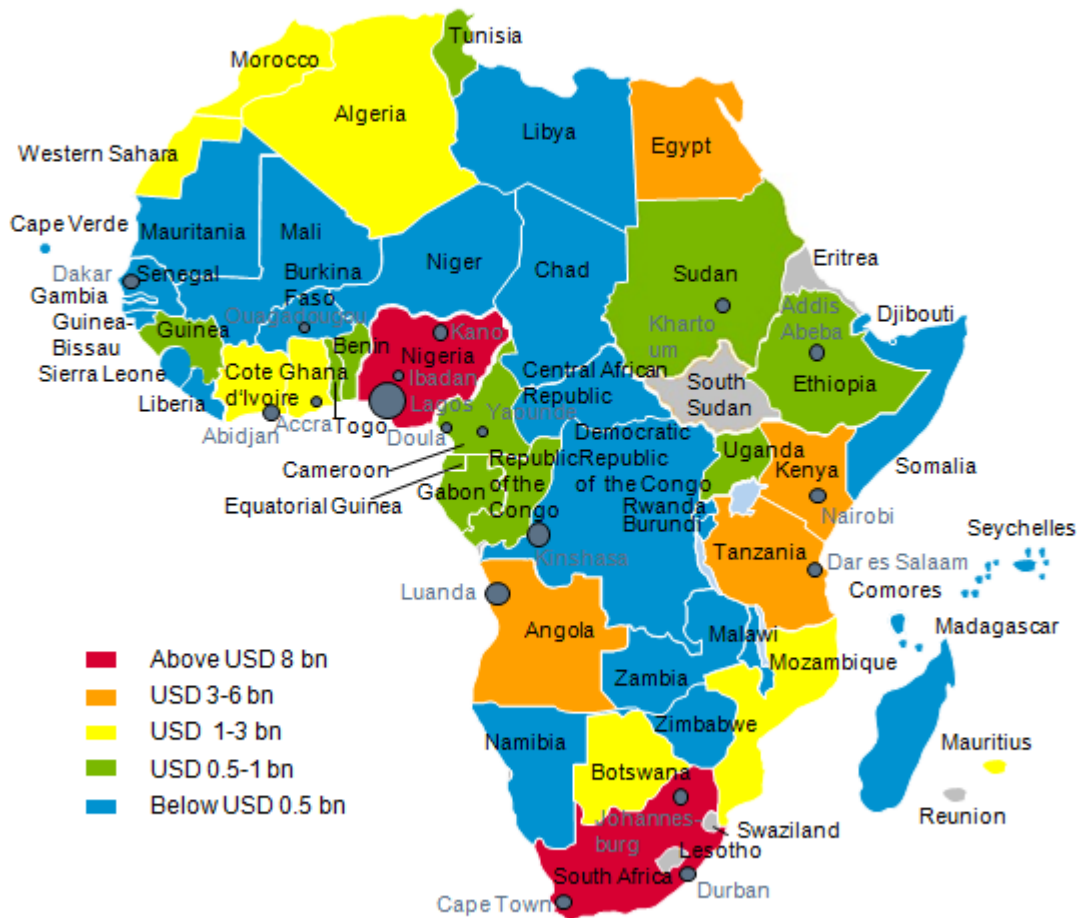 Tunisia
Morocco
Algeria
Libya
Egypt
Western Sahara
Cape Verde
Mauritania
Mali
Niger
Chad
Sudan
Eritrea
Dakar
Senegal
Burkina
Faso
Gambia
Ouagadougou
Kano
Kharto
um
Addis
Abeba
Djibouti
Guinea-
Bissau
Guinea
Benin
Nigeria
Ibadan
Sierra Leone
Cote
d'Ivoire
Ghana
Lagos
Central African
Republic
South
Sudan
Ethiopia
Liberia
Abidjan
Accra
Togo
Doula
Yaounde
Cameroon
Equatorial Guinea
Gabon
Republic
of the
Congo
Democratic
Republic
of the Congo
Uganda
Kenya
Somalia
Rwanda
Burundi
Nairobi
Kinshasa
Tanzania
Dar es Salaam
Seychelles
Comores
Luanda
Angola
Malawi
Madagascar
Mozambique
Zambia
Zimbabwe
Namibia
Botswana
Mauritius
Reunion
Johannes-
burg
Swaziland
Lesotho
South Africa
Durban
Cape Town
Above USD 8 bn
USD 3-6 bn
USD 1-3 bn
USD 0.5-1 bn
Below USD 0.5 bn